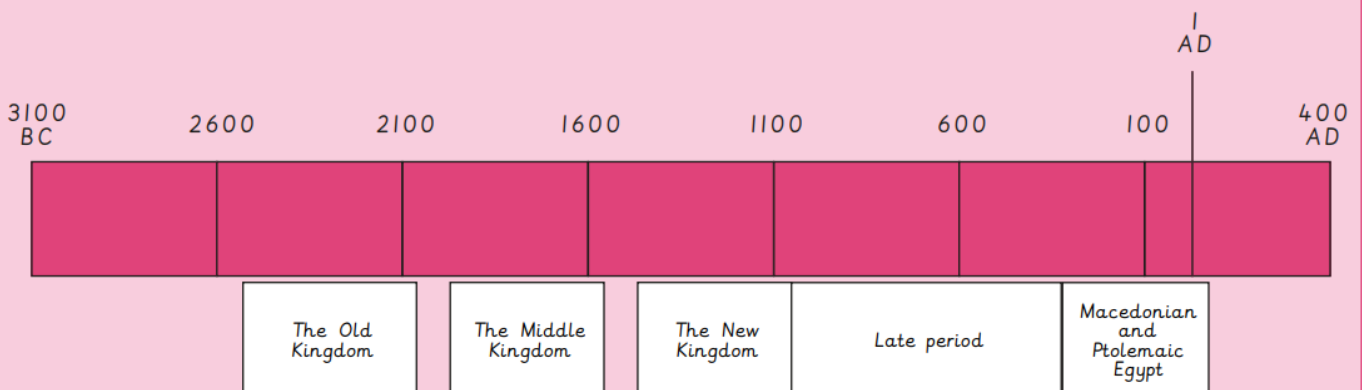 1
AD
3100
BC
2600
2100
1600
1100
600
100
400
AD
The Old
Kingdom
The Middle
Kingdom
The New
Kingdom
Late period
Macedonian
and
Ptolemaic
Egypt